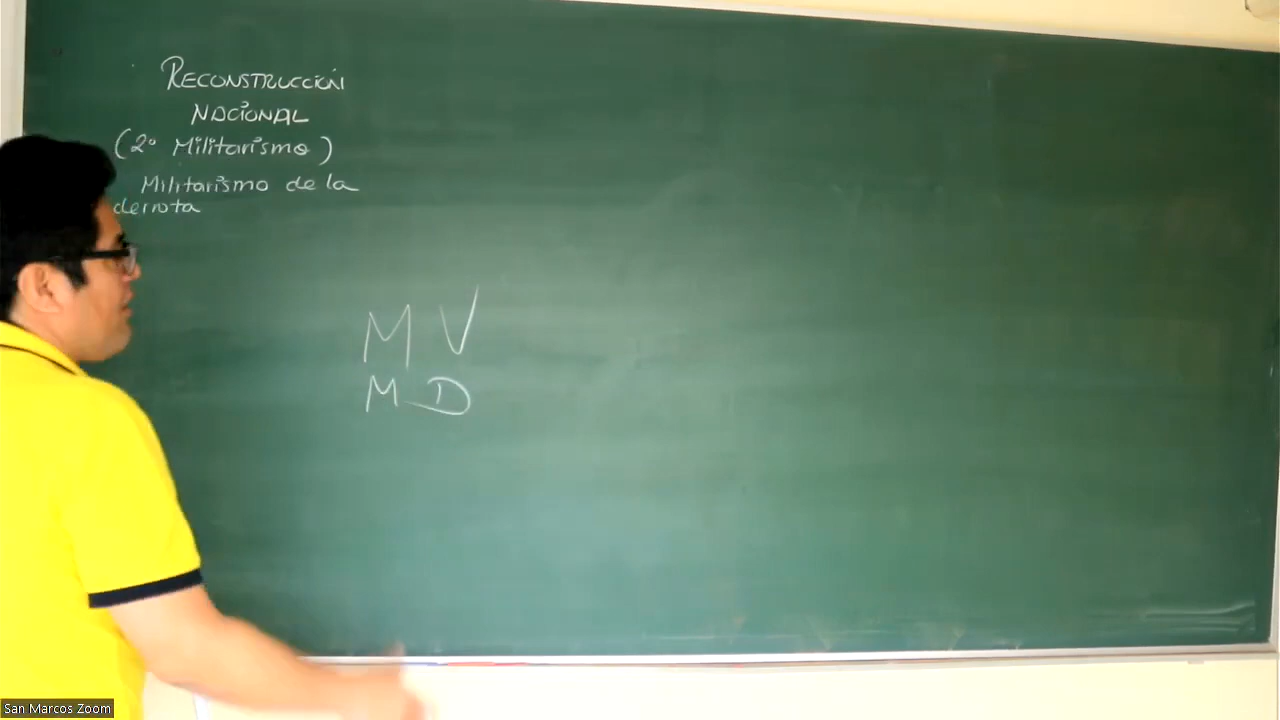 RECONSTRUCCIÓN
NACIONAL
(2° Militarismo)
Militarismo de la
derrota
M V
M D
San Marcos Zoom